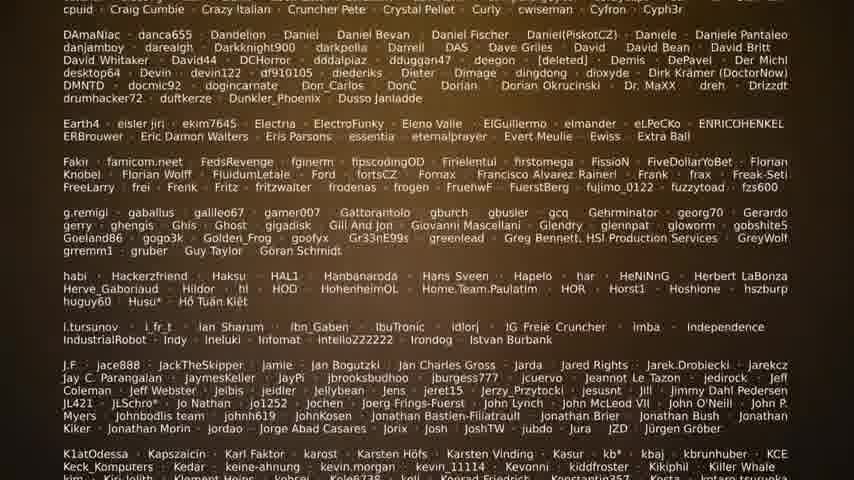 cpuid · Craig Cumbie · Crazy Italian · Cruncher Pete · Crystal Pellet · Curly · cwiseman · Cyfron · Cyph3r
DAmaNiac · danca655 · Dandelion · Daniel · Daniel Bevan · Daniel Fischer · Daniel(PiskotCZ) · Daniele · Daniele Pantaleo
danjamboy · darealgh · Darkknight900 · darkpella · Darrell · DAS · Dave Griles · David · David Bean · David Britt
David Whitaker · David44 · DCHorror · dddalplaz · dduggan47 · deegon · [deleted] · Demis · DePavel · Der Michl
desktop64 · Devin · devin122 · df910105 · diederiks · Dieter · Dimage · dingdong · dioxyde · Dirk Krämer (DoctorNow)
DMNTD · docmic92 · dogincarnate · Don_Carlos · DonC · Dorian · Dorian Okrucinski · Dr. MaXX · dreh · Drizzdt
drumhacker72 · duftkerze · Dunkler_Phoenix · Dusso Janladde
Earth4 · eisler jiri · ekim7645 · Electria · ElectroFunky · Eleno Valle · ElGuillermo · elmander · eLPeCKo · ENRICOHENKEL
ERBrouwer · Eric Damon Walters · Eris Parsons · essentia · eternalprayer · Evert Meulie · Ewiss · Extra Ball
Fakir · famicom.neet · FedsRevenge · fginerm · fipscodingOD · Firielentul · firstomega · FissioN · FiveDollarYoBet · Florian
Knobel · Florian Wolff · FluidumLetale · Ford · fortsCZ · Fornax · Francisco Alvarez Raineri · Frank · frax · Freak-Seti
FreeLarry · frei · Frenk · Fritz · fritzwalter · frodenas · frogen · FruehwF · FuerstBerg · fujimo_0122 · fuzzytoad · fzs600
g.remigi · gaballus · galileo67 · gamer007 · Gattorantolo · gburch · gbusler · gcq · Gehrminator · georg70 · Gerardo
gerry · ghengis · Ghis · Ghost · gigadisk · Gill And Jon · Giovanni Mascellani · Glendry · glennpat · gloworm · gobshite5
Goeland86 · gogo3k · Golden_Frog · goofyx · Gr33nE99s · greenlead · Greg Bennett, HSI Production Services · GreyWolf
grremm1 · gruber · Guy Taylor · Göran Schmidt
habi · Hackerzfriend · Haksu · HAL1 · Hanbanaroda · Hans Sveen · Hapelo · har · HeNiNnG · Herbert LaBonza
Herve_Gaboriaud · Hildor · hl · HOD · HohenheimOL · Home.Team.Paulatim · HOR · Horst1 · Hoshione · hszburp
huguy60 · Husu* · Hồ Tuấn Kiệt
i.tursunov · i_fr_t · Ian Sharum · Ibn_Gaben · IbuTronic · idlorj · IG Freie Cruncher · imba · Independence
IndustrialRobot · Indy · Ineluki · Infomat · intello222222 · Irondog · Istvan Burbank
J.F. · jace888 · JackTheSkipper · Jamie · Jan Bogutzki · Jan Charles Gross · Jarda · Jared Rights · Jarek.Drobiecki · Jarekcz
Jay C. Parangalan · JaymesKeller · JayPi · jbrooksbudhoo · jburgess777 · jcuervo · Jeannot Le Tazon · jedirock · Jeff
Coleman · Jeff Webster · Jeibis · jeidler · Jellybean · Jens · jeret15 · Jerzy_Przytocki · jesusnt · Jill · Jimmy Dahl Pedersen
JL421 · JLSchro* · Jo Nathan · jo1252 · Jochen · Joerg Frings-Fuerst · John Lynch · John McLeod VII · John O'Neill · John P.
Myers · Johnbodlis team · johnh619 · JohnKosen · Jonathan Bastien-Filiatrault · Jonathan Brier · Jonathan Bush · Jonathan
Kiker · Jonathan Morin · jordao · Jorge Abad Casares · Jorix · Josh · JoshTW · jubdo · Jura · JZD · Jürgen Gröber
K1atOdessa · Kapszaicin · Karl Faktor · karost · Karsten Höfs · Karsten Vinding · Kasur · kb* · kbaj · kbrunhuber · KCE
Keck_Komputers · Kedar · keine-ahnung · kevin.morgan · kevin_11114 · Kevonni · kiddfroster · Kikiphil · Killer Whale